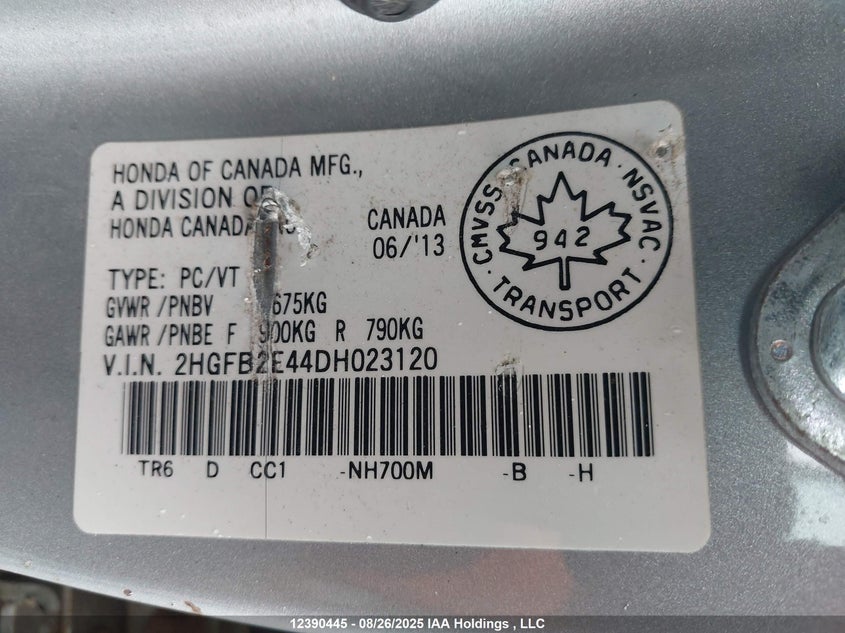 HONDA OF CANADA MFG.,
A DIVISION OF
HONDA CANADA
CANADA
06/'13
CMVSS · CANADA · NSVAC · TRANSPORT ·
942
TYPE: PC/VT
GVWR /PNBV 675KG
GAWR /PNBE F 900KG R 790KG
V.I.N. 2HGFB2E44DH023120
TR6 D CC1 -NH700M -B -H
12390445 - 08/26/2025 IAA Holdings , LLC